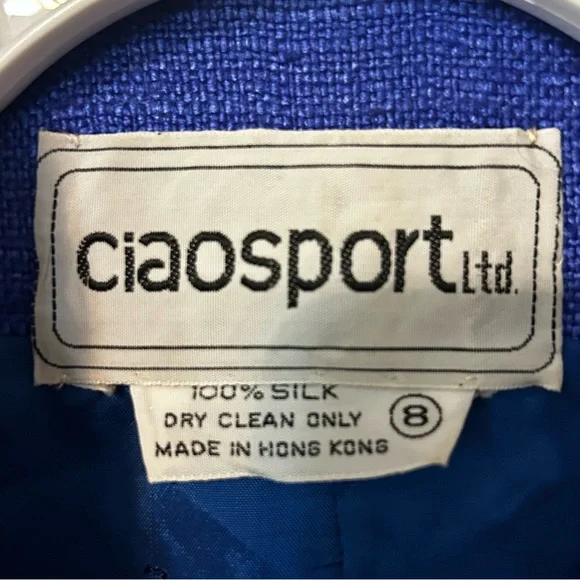 ciaosport Ltd.
100% SILK
DRY CLEAN ONLY 8
MADE IN HONG KONG